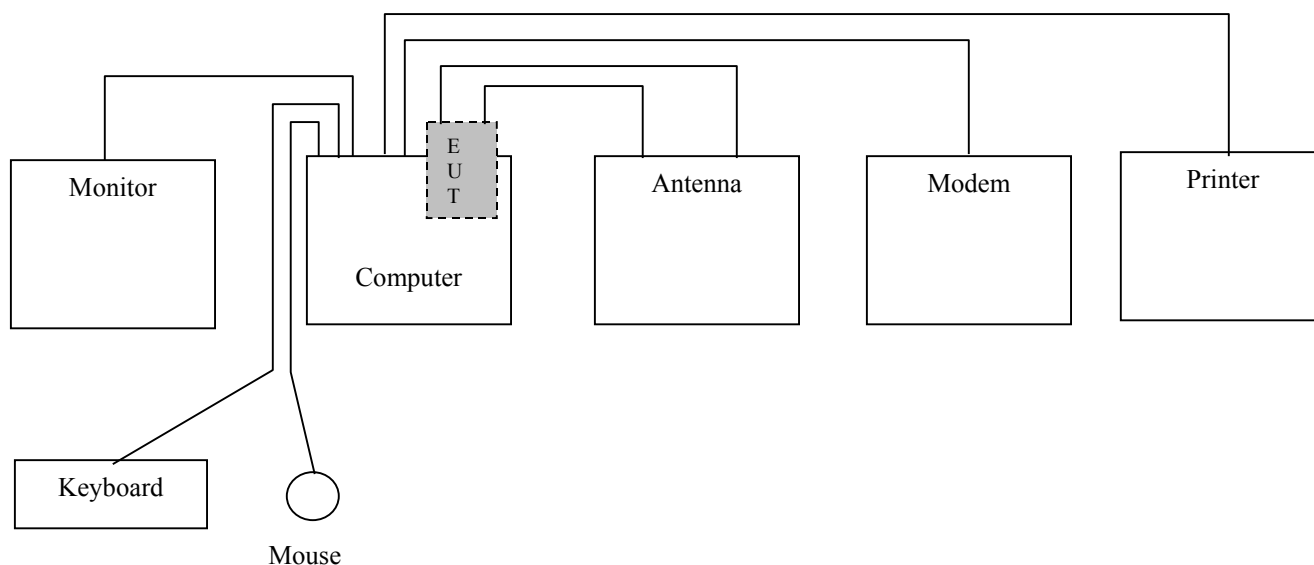 E
U
T
Monitor
Antenna
Modem
Printer
Computer
Keyboard
Mouse